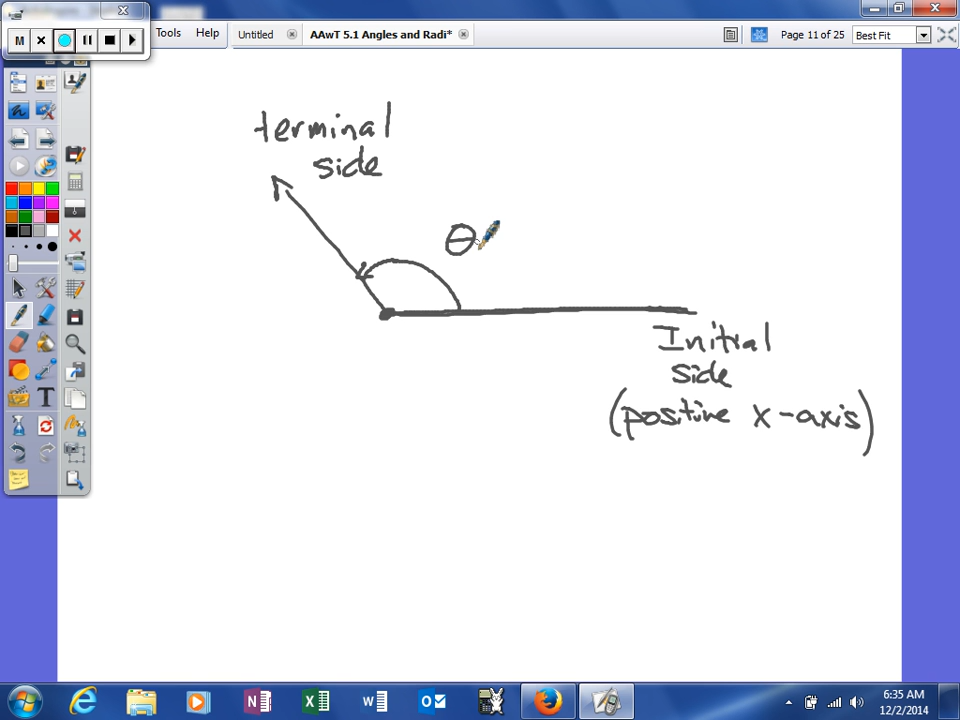 M
Tools Help
Untitled
AAwT 5.1 Angles and Radi*
Page 11 of 25
Best Fit
terminal
side
θ
Initial
side
(positive x-axis)
T
N
X
W
O
6:35 AM
12/2/2014